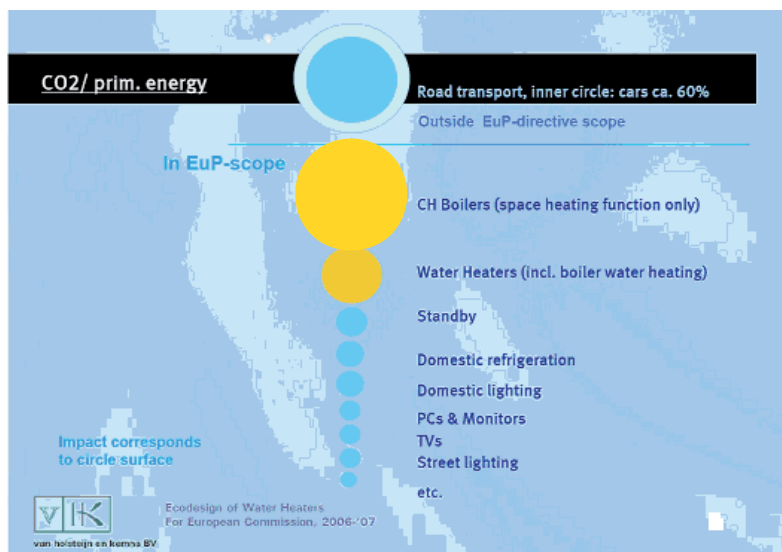 CO2/ prim. energy
Road transport, inner circle: cars ca. 60%
Outside EuP-directive scope
In EuP-scope
CH Boilers (space heating function only)
Water Heaters (incl. boiler water heating)
Standby
Domestic refrigeration
Domestic lighting
PCs & Monitors
TVs
Street lighting
etc.
Impact corresponds
to circle surface
Ecodesign of Water Heaters
For European Commission, 2006-'07
VHK
van holsteijn en kemna BV